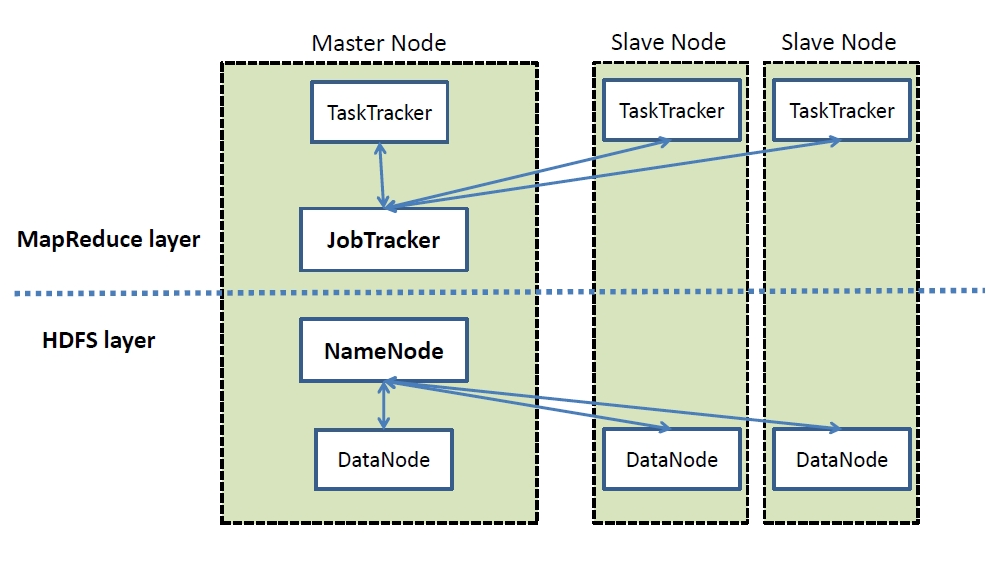 Master Node
Slave Node
Slave Node
TaskTracker
TaskTracker
TaskTracker
JobTracker
MapReduce layer
HDFS layer
NameNode
DataNode
DataNode
DataNode